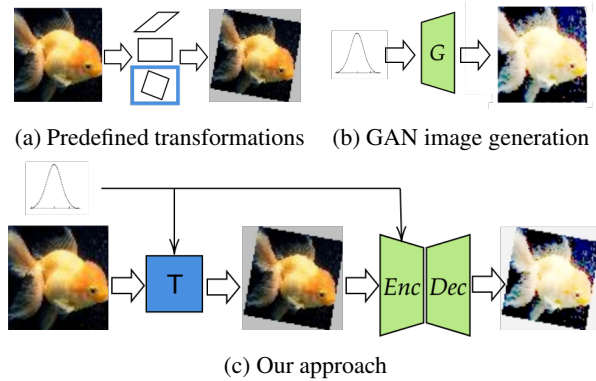 G
(a) Predefined transformations
(b) GAN image generation
T
Enc
Dec
(c) Our approach